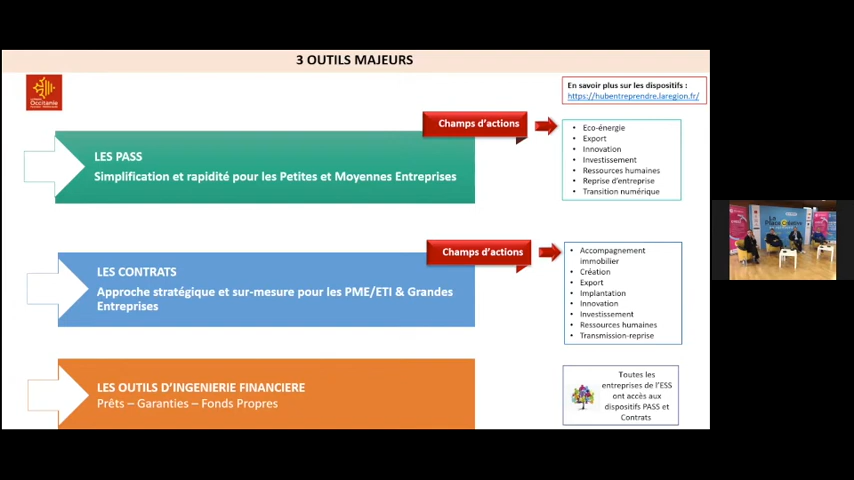 3 OUTILS MAJEURS
Occitanie
En savoir plus sur les dispositifs :
https://hubentreprendre.laregion.fr/
Champs d'actions
• Eco-énergie
• Export
• Innovation
• Investissement
• Ressources humaines
• Reprise d'entreprise
• Transition numérique
LES PASS
Simplification et rapidité pour les Petites et Moyennes Entreprises
Champs d'actions
• Accompagnement
immobilier
• Création
• Export
• Implantation
• Innovation
• Investissement
• Ressources humaines
• Transmission-reprise
LES CONTRATS
Approche stratégique et sur-mesure pour les PME/ETI & Grandes
Entreprises
LES OUTILS D'INGENIERIE FINANCIERE
Prêts – Garanties – Fonds Propres
Toutes les
entreprises de l'ESS
ont accès aux
dispositifs PASS et
Contrats